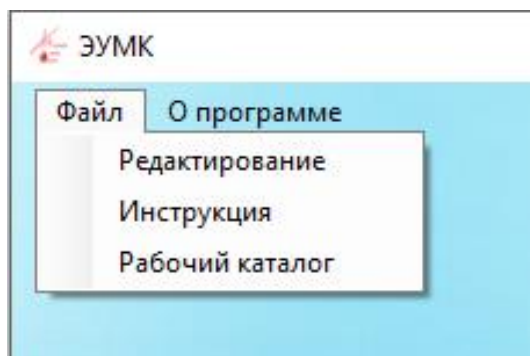 ЭУМК
Файл О программе
Редактирование
Инструкция
Рабочий каталог